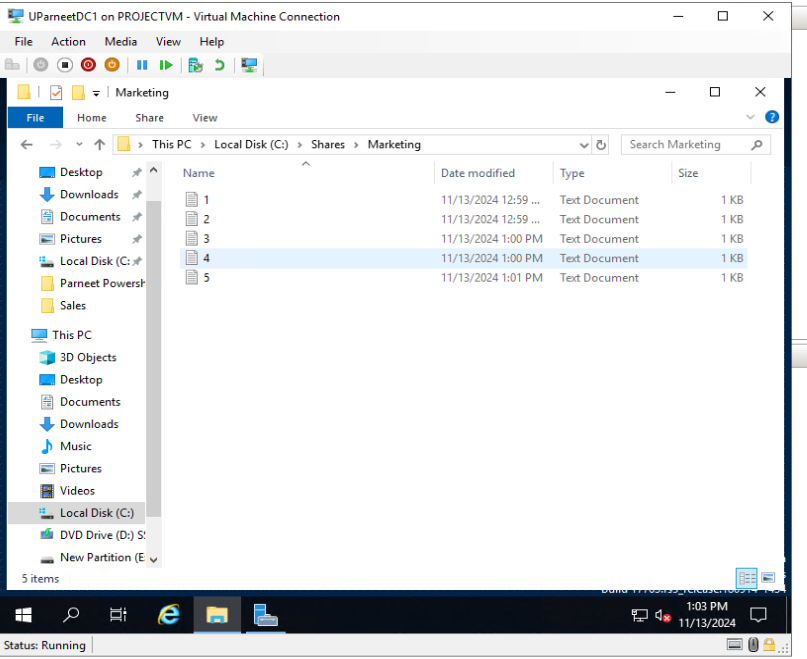 UParneetDC1 on PROJECTVM - Virtual Machine Connection
File Action Media View Help
Marketing
File Home Share View
This PC > Local Disk (C:) > Shares > Marketing
Search Marketing
Name Date modified Type Size
1 11/13/2024 12:59 ... Text Document 1 KB
2 11/13/2024 12:59 ... Text Document 1 KB
3 11/13/2024 1:00 PM Text Document 1 KB
4 11/13/2024 1:00 PM Text Document 1 KB
5 11/13/2024 1:01 PM Text Document 1 KB
Desktop
Downloads
Documents
Pictures
Local Disk (C:
Parneet Powersh
Sales
This PC
3D Objects
Desktop
Documents
Downloads
Music
Pictures
Videos
Local Disk (C:)
DVD Drive (D:) S
New Partition (E
5 items
1:03 PM
11/13/2024
Status: Running